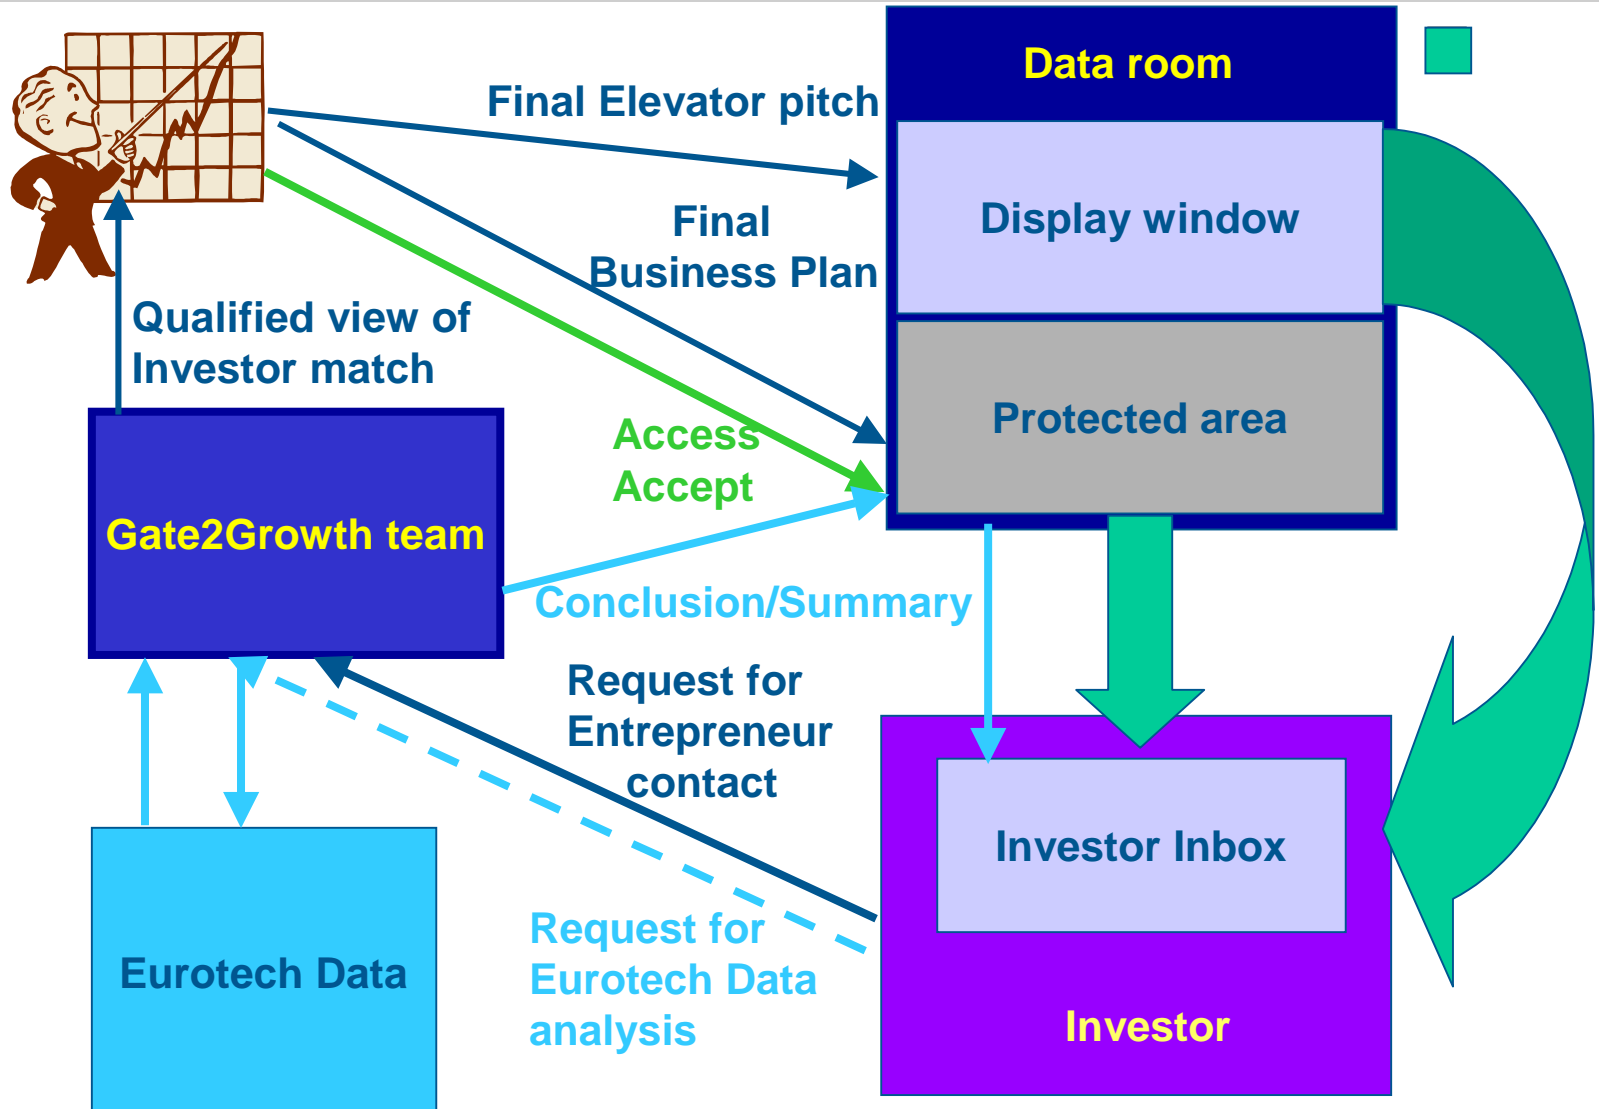 Data room
Final Elevator pitch
Display window
Final
Business Plan
Qualified view of
Investor match
Protected area
Access
Accept
Gate2Growth team
Conclusion/Summary
Request for
Entrepreneur
contact
Investor Inbox
Request for
Eurotech Data
analysis
Eurotech Data
Investor